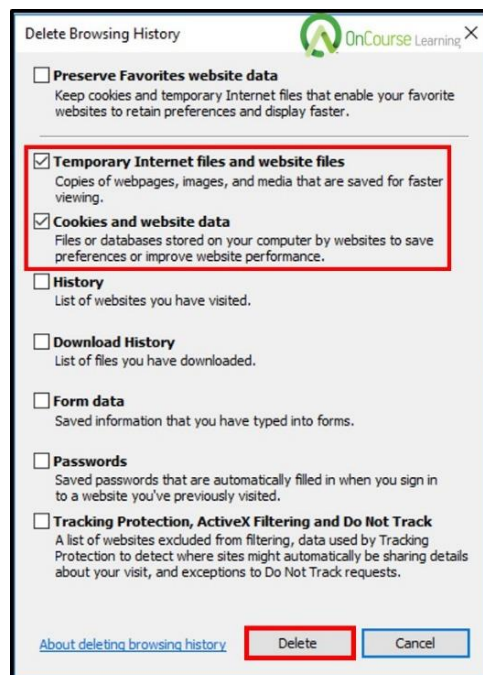 Delete Browsing History
OnCourse Learning
Preserve Favorites website data
Keep cookies and temporary Internet files that enable your favorite
websites to retain preferences and display faster.
Temporary Internet files and website files
Copies of webpages, images, and media that are saved for faster
viewing.
Cookies and website data
Files or databases stored on your computer by websites to save
preferences or improve website performance.
History
List of websites you have visited.
Download History
List of files you have downloaded.
Form data
Saved information that you have typed into forms.
Passwords
Saved passwords that are automatically filled in when you sign in
to a website you've previously visited.
Tracking Protection, ActiveX Filtering and Do Not Track
A list of websites excluded from filtering, data used by Tracking
Protection to detect where sites might automatically be sharing details
about your visit, and exceptions to Do Not Track requests.
About deleting browsing history Delete Cancel